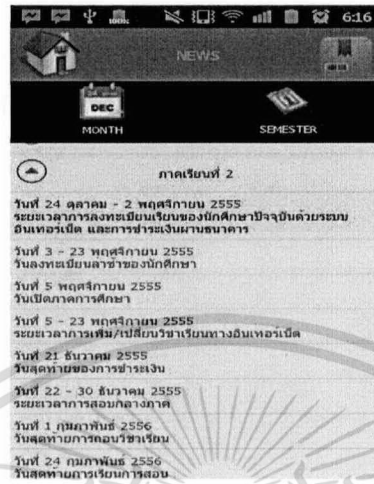 100%
6:16
NEWS
DEC
MONTH
SEMESTER
ภาคเรียนที่ 2
วันที่ 24 ตุลาคม - 2 พฤศจิกายน 2555
ระยะเวลาการลงทะเบียนเรียนของนักศึกษาปัจจุบันด้วยระบบ
อินเทอร์เน็ต และการชำระเงินผ่านธนาคาร
วันที่ 3 - 23 พฤศจิกายน 2555
วันลงทะเบียนล่าช้าของนักศึกษา
วันที่ 5 พฤศจิกายน 2555
วันเปิดภาคการศึกษา
วันที่ 5 - 23 พฤศจิกายน 2555
ระยะเวลาการเพิ่ม/เปลี่ยนวิชาเรียนทางอินเทอร์เน็ต
วันที่ 21 ธันวาคม 2555
วันสุดท้ายของการชำระเงิน
วันที่ 22 - 30 ธันวาคม 2555
ระยะเวลาการสอบกลางภาค
วันที่ 1 กุมภาพันธ์ 2556
วันสุดท้ายการถอนวิชาเรียน
วันที่ 24 กุมภาพันธ์ 2556
วันสุดท้ายการเรียนการสอน